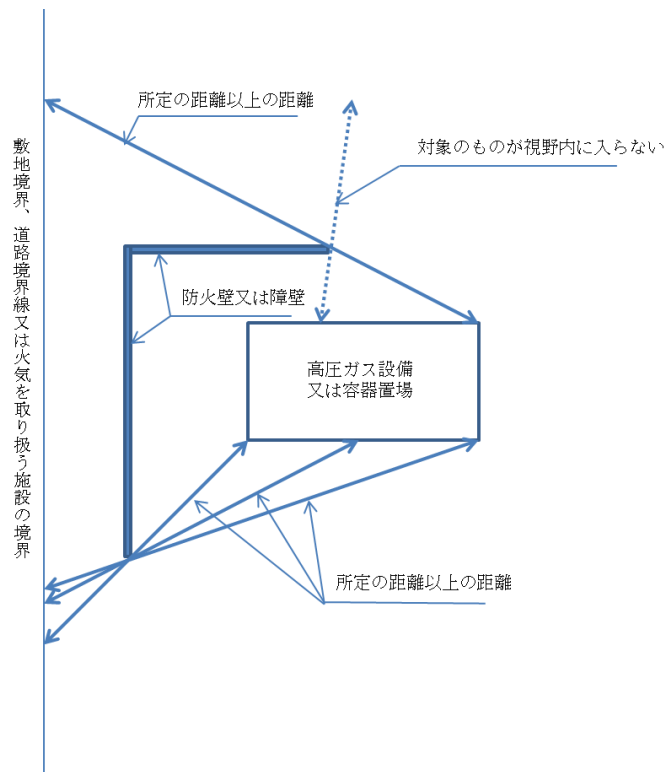 所定の距離以上の距離
対象のものが視野内に入らない
敷地境界、道路境界線又は火気を取り扱う施設の境界
防火壁又は障壁
高圧ガス設備
又は容器置場
所定の距離以上の距離